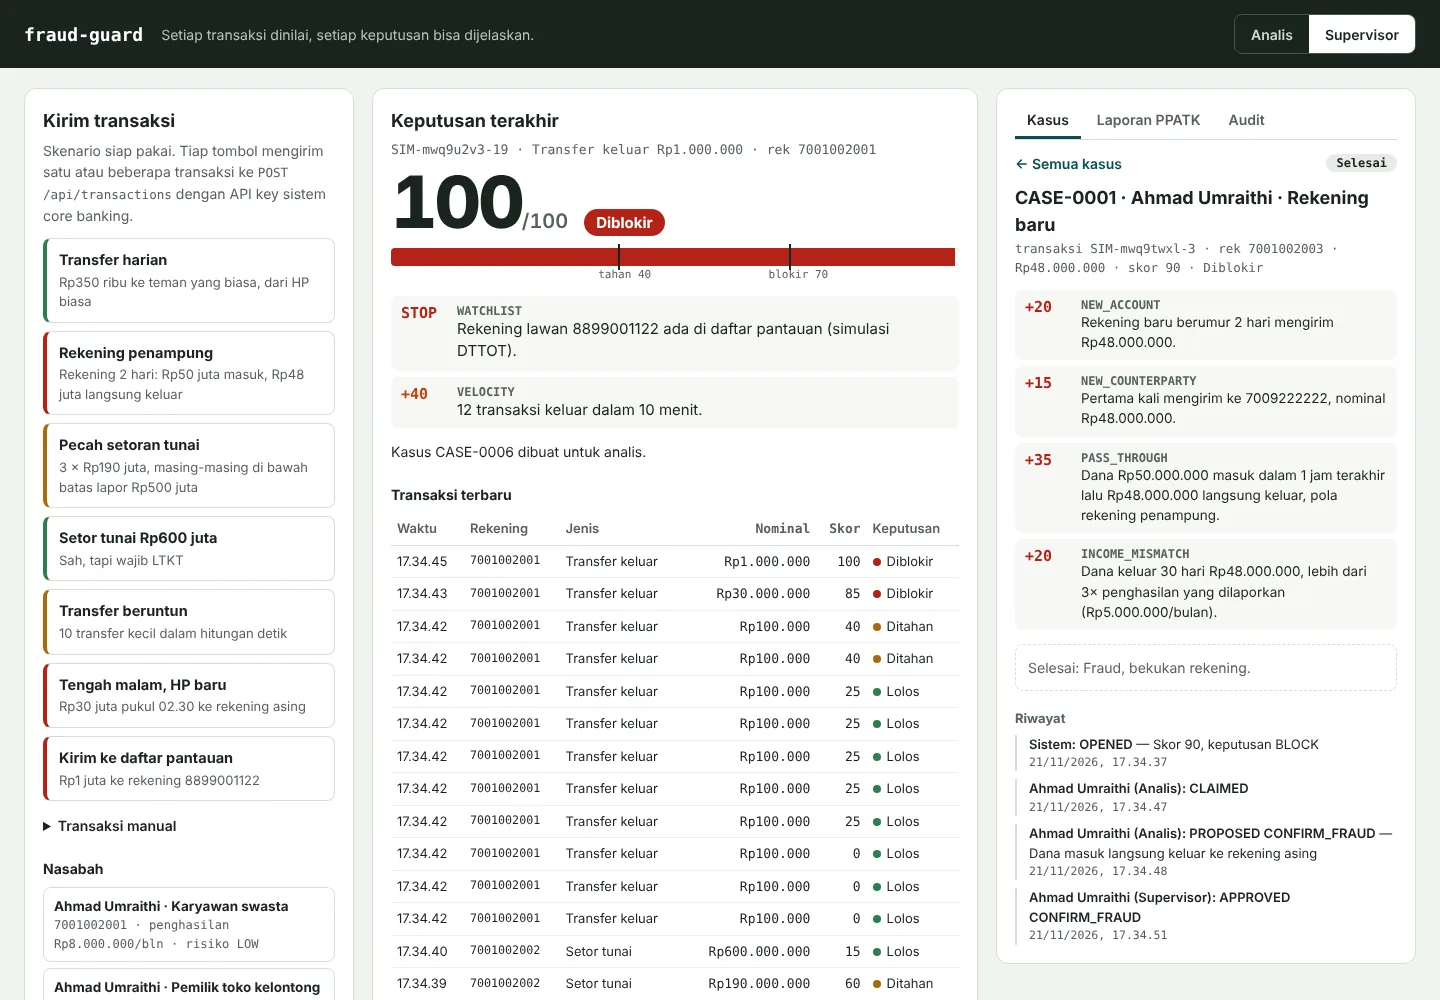 fraud-guard
Setiap transaksi dinilai, setiap keputusan bisa dijelaskan.
Analis
Supervisor
Kirim transaksi
Skenario siap pakai. Tiap tombol mengirim
satu atau beberapa transaksi ke POST
/api/transactions dengan API key sistem
core banking.
Transfer harian
Rp350 ribu ke teman yang biasa, dari HP
biasa
Rekening penampung
Rekening 2 hari: Rp50 juta masuk, Rp48
juta langsung keluar
Pecah setoran tunai
3 × Rp190 juta, masing-masing di bawah
batas lapor Rp500 juta
Setor tunai Rp600 juta
Sah, tapi wajib LTKT
Transfer beruntun
10 transfer kecil dalam hitungan detik
Tengah malam, HP baru
Rp30 juta pukul 02.30 ke rekening asing
Kirim ke daftar pantauan
Rp1 juta ke rekening 8899001122
▶ Transaksi manual
Nasabah
Ahmad Umraithi · Karyawan swasta
7001002001 · penghasilan
Rp8.000.000/bln · risiko LOW
Ahmad Umraithi · Pemilik toko kelontong
Keputusan terakhir
SIM-mwq9u2v3-19 · Transfer keluar Rp1.000.000 · rek 7001002001
100/100 Diblokir
tahan 40 blokir 70
STOP WATCHLIST
Rekening lawan 8899001122 ada di daftar pantauan (simulasi
DTTOT).
+40 VELOCITY
12 transaksi keluar dalam 10 menit.
Kasus CASE-0006 dibuat untuk analis.
Transaksi terbaru
Waktu Rekening Jenis Nominal Skor Keputusan
17.34.45 7001002001 Transfer keluar Rp1.000.000 100 Diblokir
17.34.43 7001002001 Transfer keluar Rp30.000.000 85 Diblokir
17.34.42 7001002001 Transfer keluar Rp100.000 40 Ditahan
17.34.42 7001002001 Transfer keluar Rp100.000 40 Ditahan
17.34.42 7001002001 Transfer keluar Rp100.000 25 Lolos
17.34.42 7001002001 Transfer keluar Rp100.000 25 Lolos
17.34.42 7001002001 Transfer keluar Rp100.000 25 Lolos
17.34.42 7001002001 Transfer keluar Rp100.000 25 Lolos
17.34.42 7001002001 Transfer keluar Rp100.000 25 Lolos
17.34.42 7001002001 Transfer keluar Rp100.000 0 Lolos
17.34.42 7001002001 Transfer keluar Rp100.000 0 Lolos
17.34.42 7001002001 Transfer keluar Rp100.000 0 Lolos
17.34.40 7001002002 Setor tunai Rp600.000.000 15 Lolos
17.34.39 7001002002 Setor tunai Rp190.000.000 60 Ditahan
Kasus Laporan PPATK Audit
← Semua kasus Selesai
CASE-0001 · Ahmad Umraithi · Rekening
baru
transaksi SIM-mwq9twxl-3 · rek 7001002003 ·
Rp48.000.000 · skor 90 · Diblokir
+20 NEW_ACCOUNT
Rekening baru berumur 2 hari mengirim
Rp48.000.000.
+15 NEW_COUNTERPARTY
Pertama kali mengirim ke 7009222222, nominal
Rp48.000.000.
+35 PASS_THROUGH
Dana Rp50.000.000 masuk dalam 1 jam terakhir
lalu Rp48.000.000 langsung keluar, pola
rekening penampung.
+20 INCOME_MISMATCH
Dana keluar 30 hari Rp48.000.000, lebih dari
3× penghasilan yang dilaporkan
(Rp5.000.000/bulan).
Selesai: Fraud, bekukan rekening.
Riwayat
Sistem: OPENED — Skor 90, keputusan BLOCK
21/11/2026, 17.34.37
Ahmad Umraithi (Analis): CLAIMED
21/11/2026, 17.34.47
Ahmad Umraithi (Analis): PROPOSED CONFIRM_FRAUD —
Dana masuk langsung keluar ke rekening asing
21/11/2026, 17.34.48
Ahmad Umraithi (Supervisor): APPROVED
CONFIRM_FRAUD
21/11/2026, 17.34.51